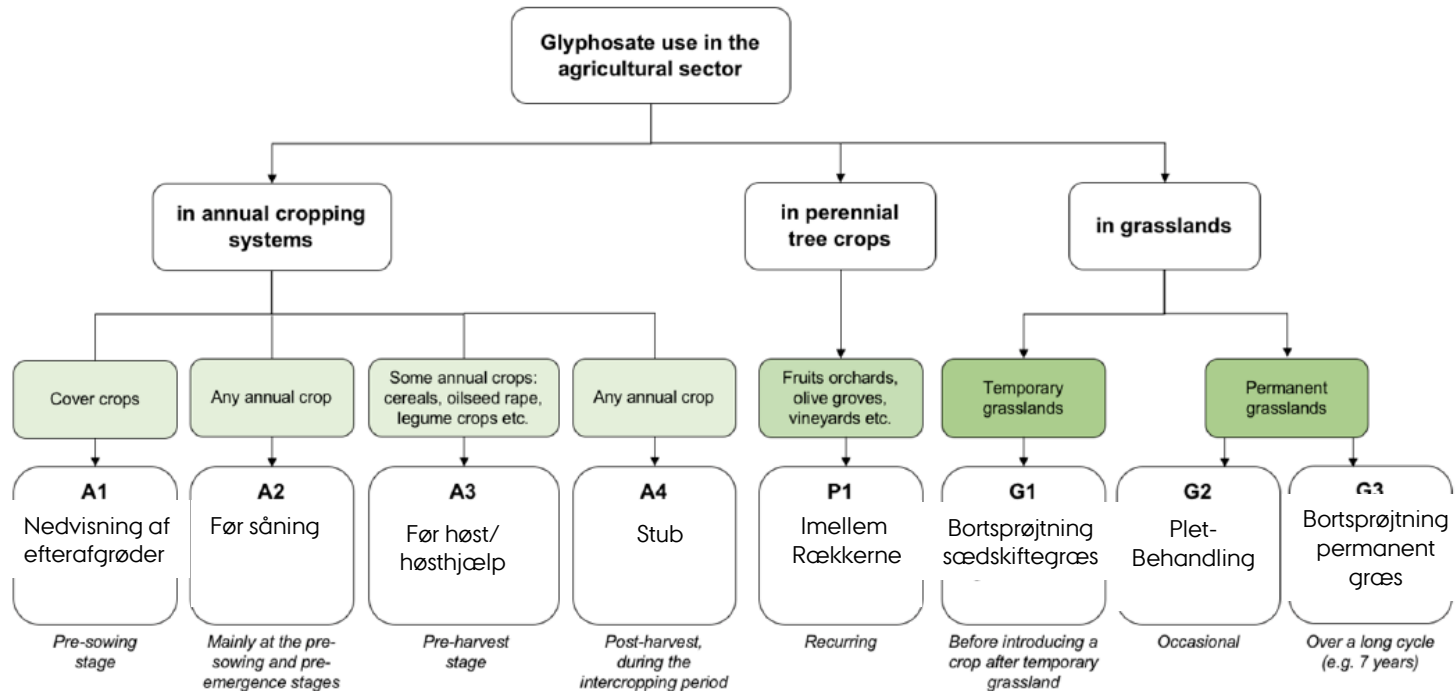 Glyphosate use in the
agricultural sector
in annual cropping
systems
in perennial
tree crops
in grasslands
Cover crops
Any annual crop
Some annual crops:
cereals, oilseed rape,
legume crops etc.
Any annual crop
Fruits orchards,
olive groves,
vineyards etc.
Temporary
grasslands
Permanent
grasslands
A1
Nedvisning af
efterafgrøder
A2
Før såning
A3
Før høst/
høsthjælp
A4
Stub
P1
Imellem
Rækkerne
G1
Bortsprøjtning
sædskiftegræs
G2
Plet-
Behandling
G3
Bortsprøjtning
permanent
græs
Pre-sowing
stage
Mainly at the pre-
sowing and pre-
emergence stages
Pre-harvest
stage
Post-harvest,
during the
intercropping period
Recurring
Before introducing a
crop after temporary
grassland
Occasional
Over a long cycle
(e.g. 7 years)